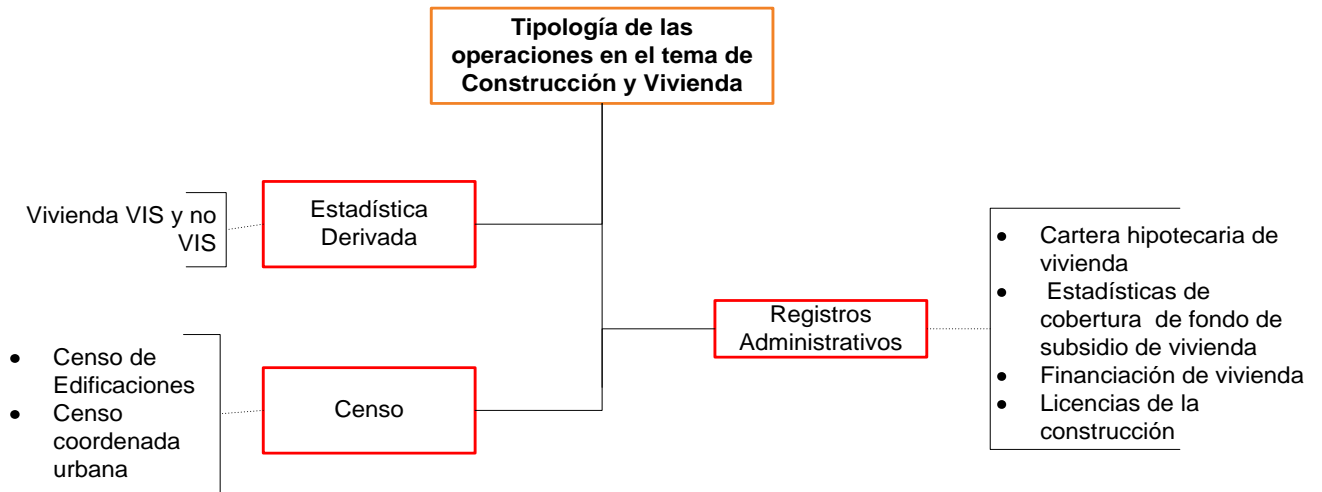 Tipología de las
operaciones en el tema de
Construcción y Vivienda
Vivienda VIS y no
VIS
Estadística
Derivada
● Censo de
Edificaciones
● Censo
coordenada
urbana
Censo
Registros
Administrativos
● Cartera hipotecaria de
vivienda
● Estadísticas de
cobertura de fondo de
subsidio de vivienda
● Financiación de vivienda
● Licencias de la
construcción